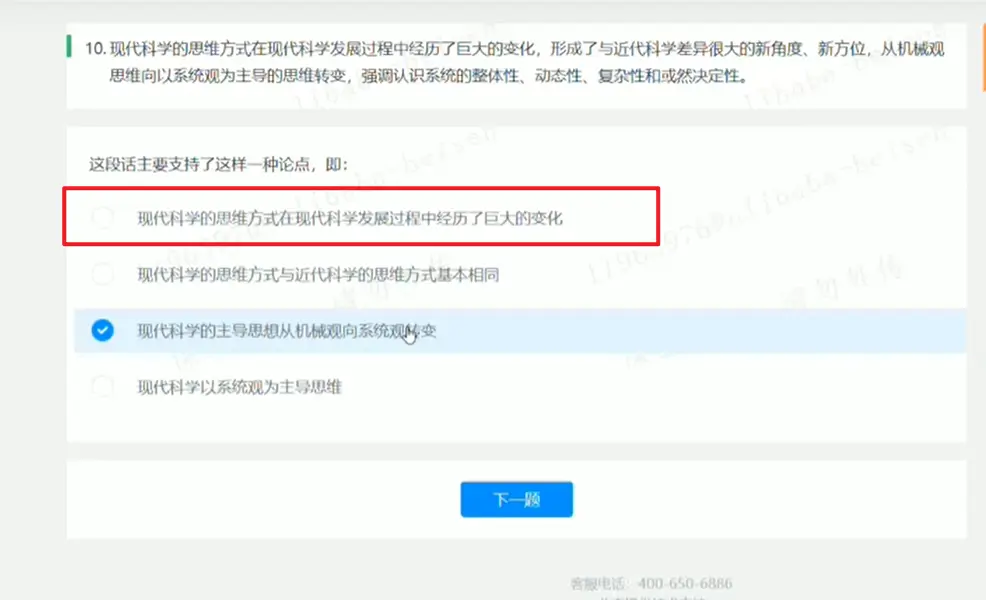 10. 现代科学的思维方式在现代科学发展过程中经历了巨大的变化，形成了与近代科学差异很大的新角度、新方位，从机械观
思维向以系统观为主导的思维转变，强调认识系统的整体性、动态性、复杂性和或然决定性。
这段话主要支持了这样一种论点，即：
现代科学的思维方式在现代科学发展过程中经历了巨大的变化
现代科学的思维方式与近代科学的思维方式基本相同
现代科学的主导思想从机械观向系统观转变
现代科学以系统观为主导思维
下一题
客服电话：400-650-6886